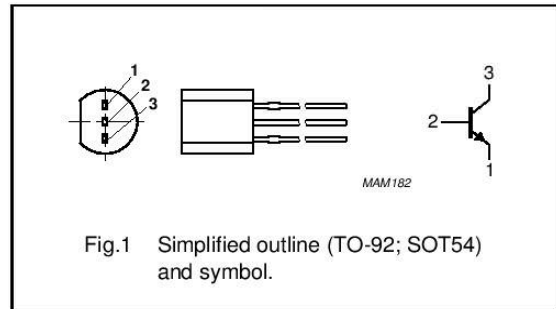 1
2
3
3
2
1
MAM182
Fig.1 Simplified outline (TO-92; SOT54)
and symbol.